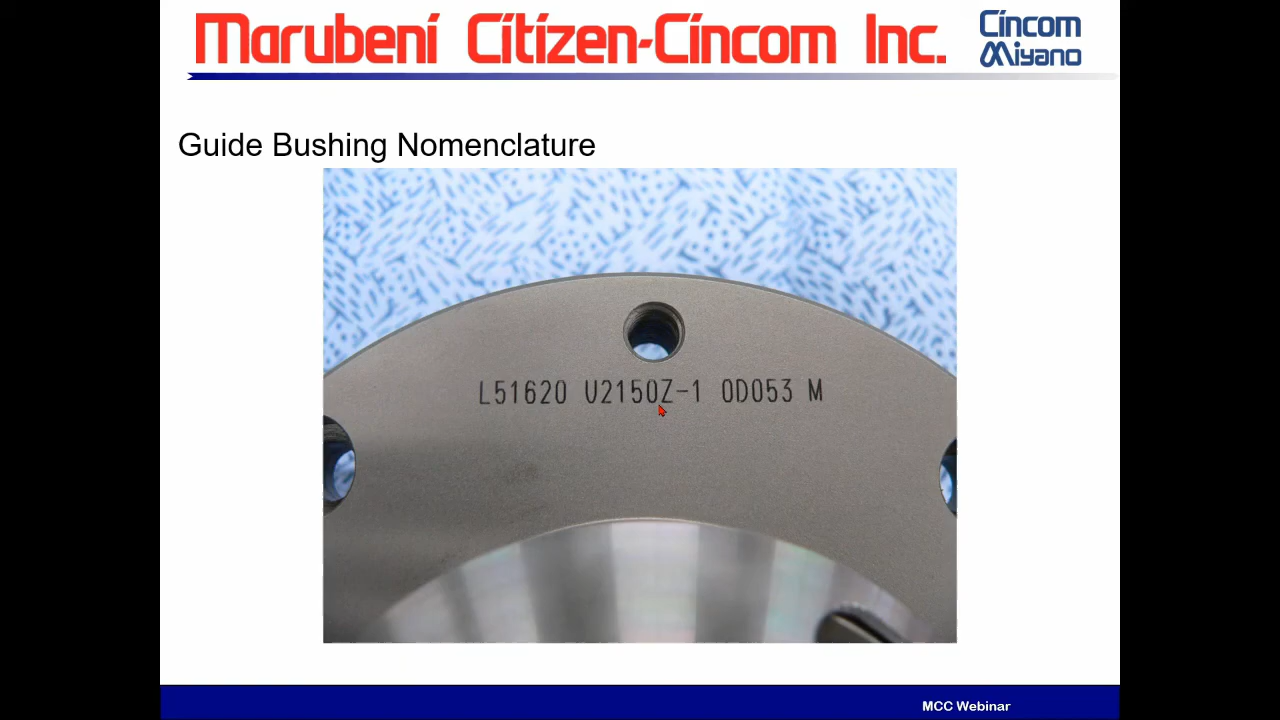 Marubeni Citizen-Cincom Inc.
Cincom
Miyano
Guide Bushing Nomenclature
L51620 U2150Z-1 0D053 M
MCC Webinar